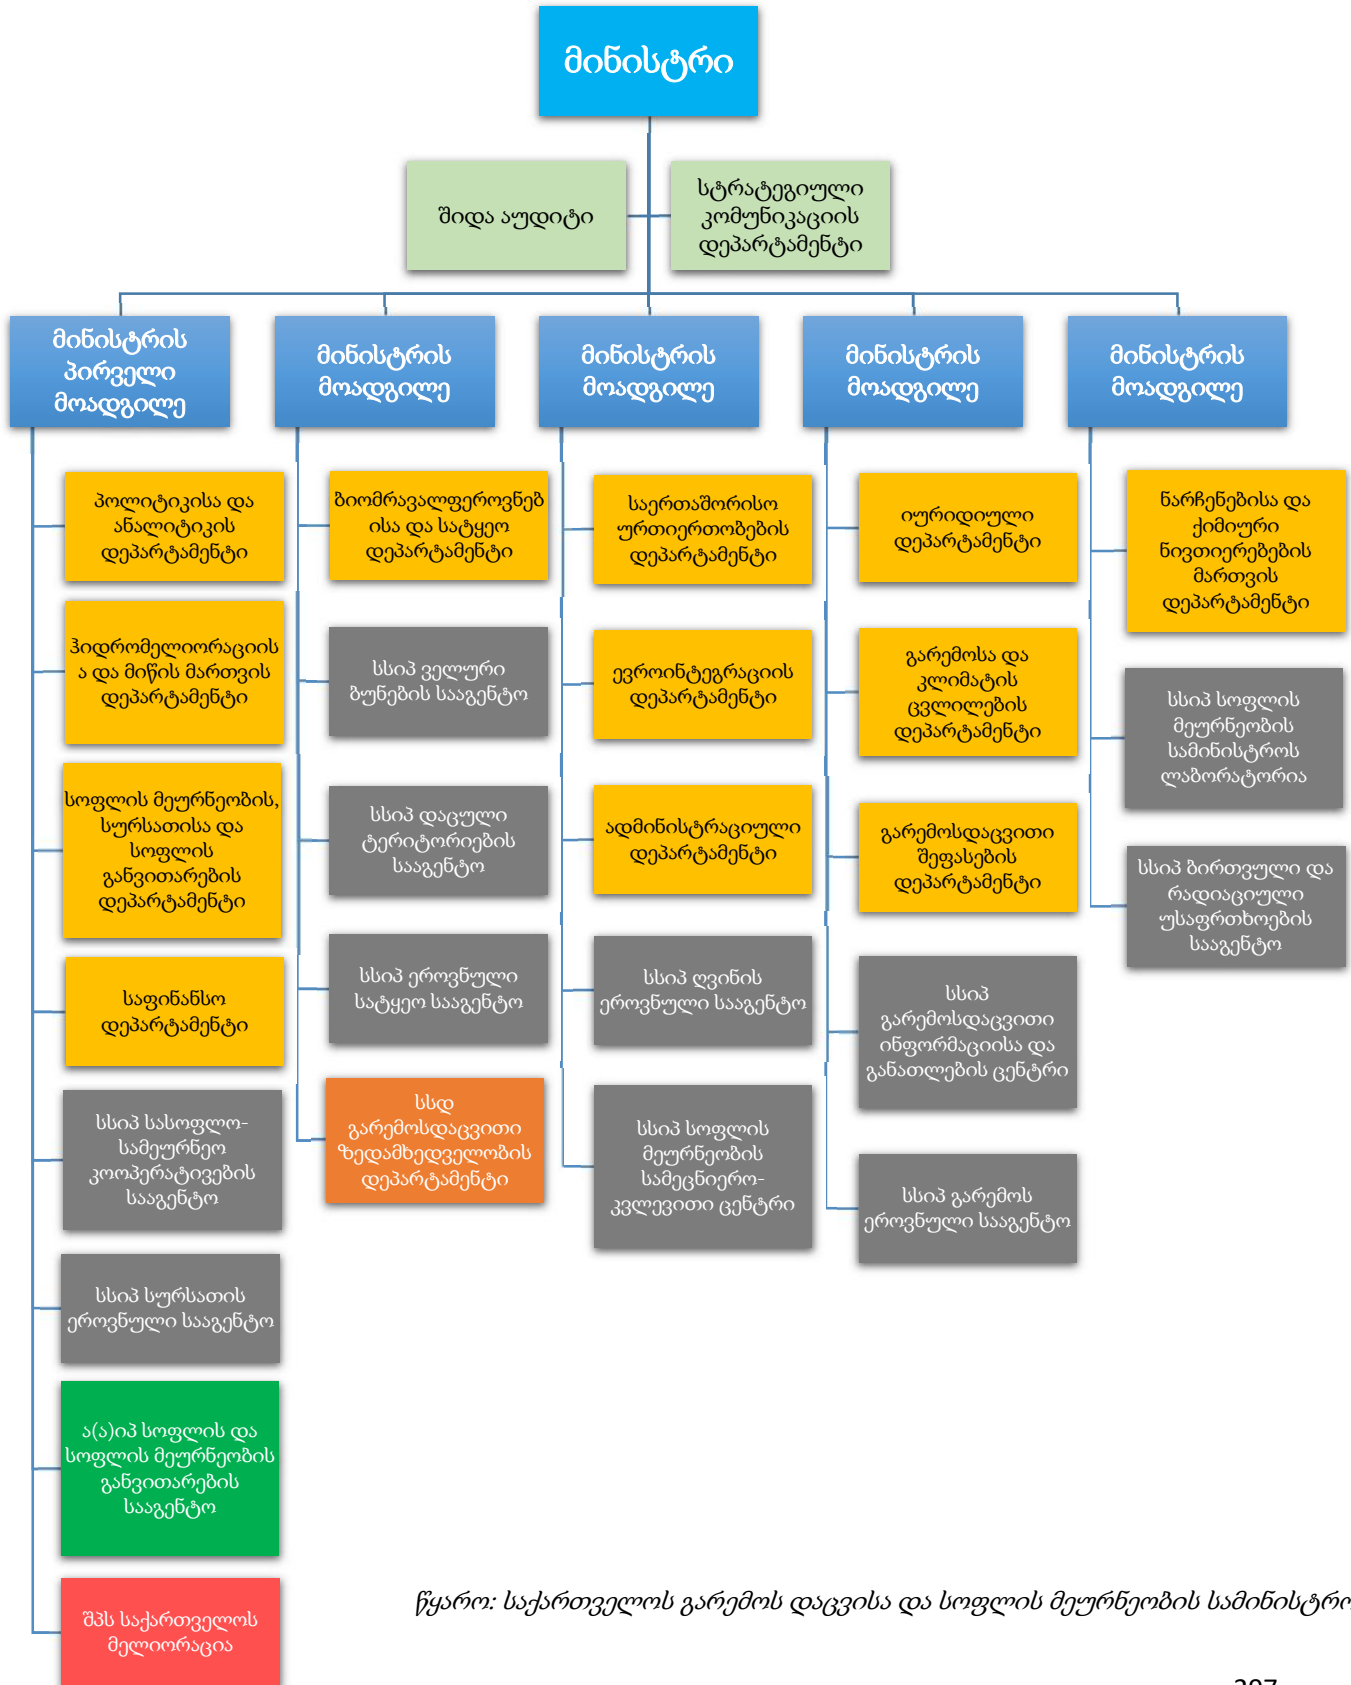 მინისტრი
შიდა აუდიტი
სტრატეგიული
კომუნიკაციის
დეპარტამენტი
მინისტრის
პირველი
მოადგილე
მინისტრის
მოადგილე
მინისტრის
მოადგილე
მინისტრის
მოადგილე
მინისტრის
მოადგილე
პოლიტიკისა და
ანალიტიკის
დეპარტამენტი
ჰიდრომელიორაციის
ა და მიწის მართვის
დეპარტამენტი
სოფლის მეურნეობის,
სურსათისა და
სოფლის
განვითარების
დეპარტამენტი
საფინანსო
დეპარტამენტი
სსიპ სასოფლო-
სამეურნეო
კოოპერატივების
სააგენტო
სსიპ სურსათის
ეროვნული სააგენტო
ა(ა)იპ სოფლის და
სოფლის მეურნეობის
განვითარების
სააგენტო
შპს საქართველოს
მელიორაცია
ბიომრავალფეროვნებ
ისა და სატყეო
დეპარტამენტი
სსიპ ველური
ბუნების სააგენტო
სსიპ დაცული
ტერიტორიების
სააგენტო
სსიპ ეროვნული
სატყეო სააგენტო
სსდ
გარემოსდაცვითი
ზედამხედველობის
დეპარტამენტი
საერთაშორისო
ურთიერთობების
დეპარტამენტი
ევროინტეგრაციის
დეპარტამენტი
ადმინისტრაციული
დეპარტამენტი
სსიპ ღვინის
ეროვნული სააგენტო
სსიპ სოფლის
მეურნეობის
სამეცნიერო-
კვლევითი ცენტრი
იურიდიული
დეპარტამენტი
გარემოსა და
კლიმატის
ცვლილების
დეპარტამენტი
გარემოსდაცვითი
შეფასების
დეპარტამენტი
სსიპ
გარემოსდაცვითი
ინფორმაციისა და
განათლების ცენტრი
სსიპ გარემოს
ეროვნული სააგენტო
ნარჩენებისა და
ქიმიური
ნივთიერებების
მართვის
დეპარტამენტი
სსიპ სოფლის
მეურნეობის
სამინისტროს
ლაბორატორია
სსიპ ბირთვული და
რადიაციული
უსაფრთხოების
სააგენტო
წყარო: საქართველოს გარემოს დაცვისა და სოფლის მეურნეობის სამინისტრო